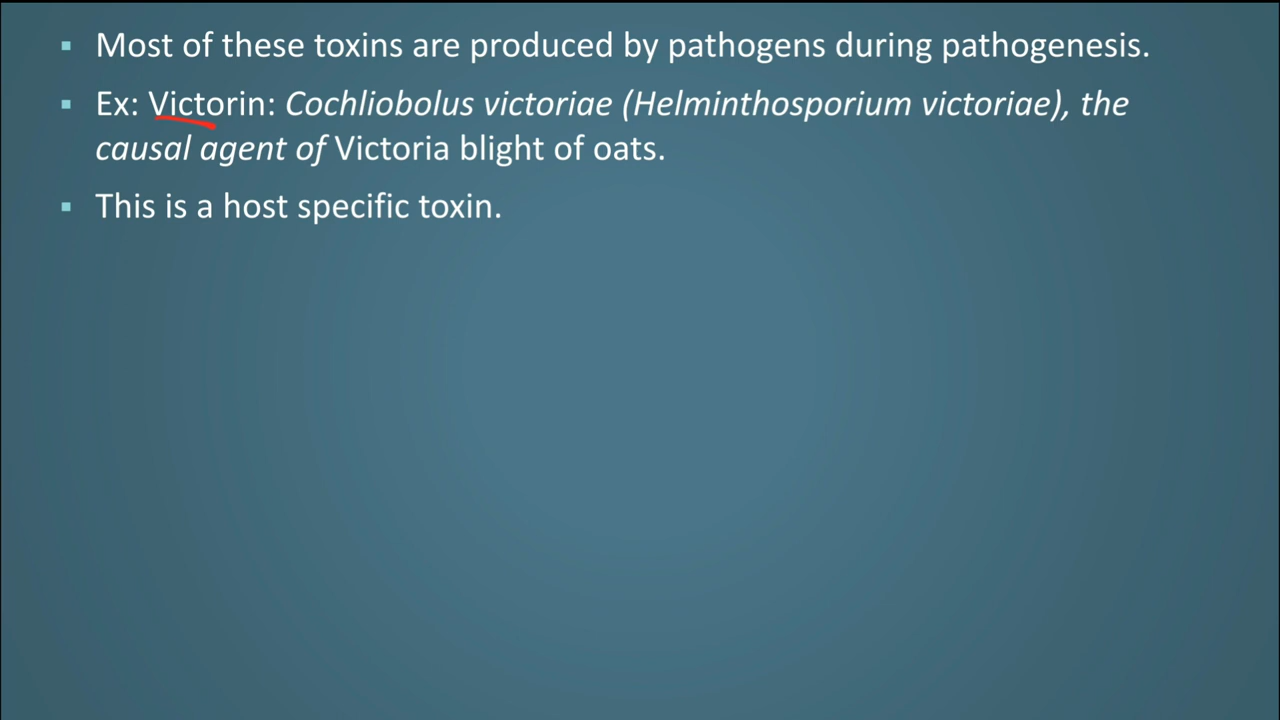 ▪ Most of these toxins are produced by pathogens during pathogenesis.
▪ Ex: Victorin: Cochliobolus victoriae (Helminthosporium victoriae), the
causal agent of Victoria blight of oats.
▪ This is a host specific toxin.